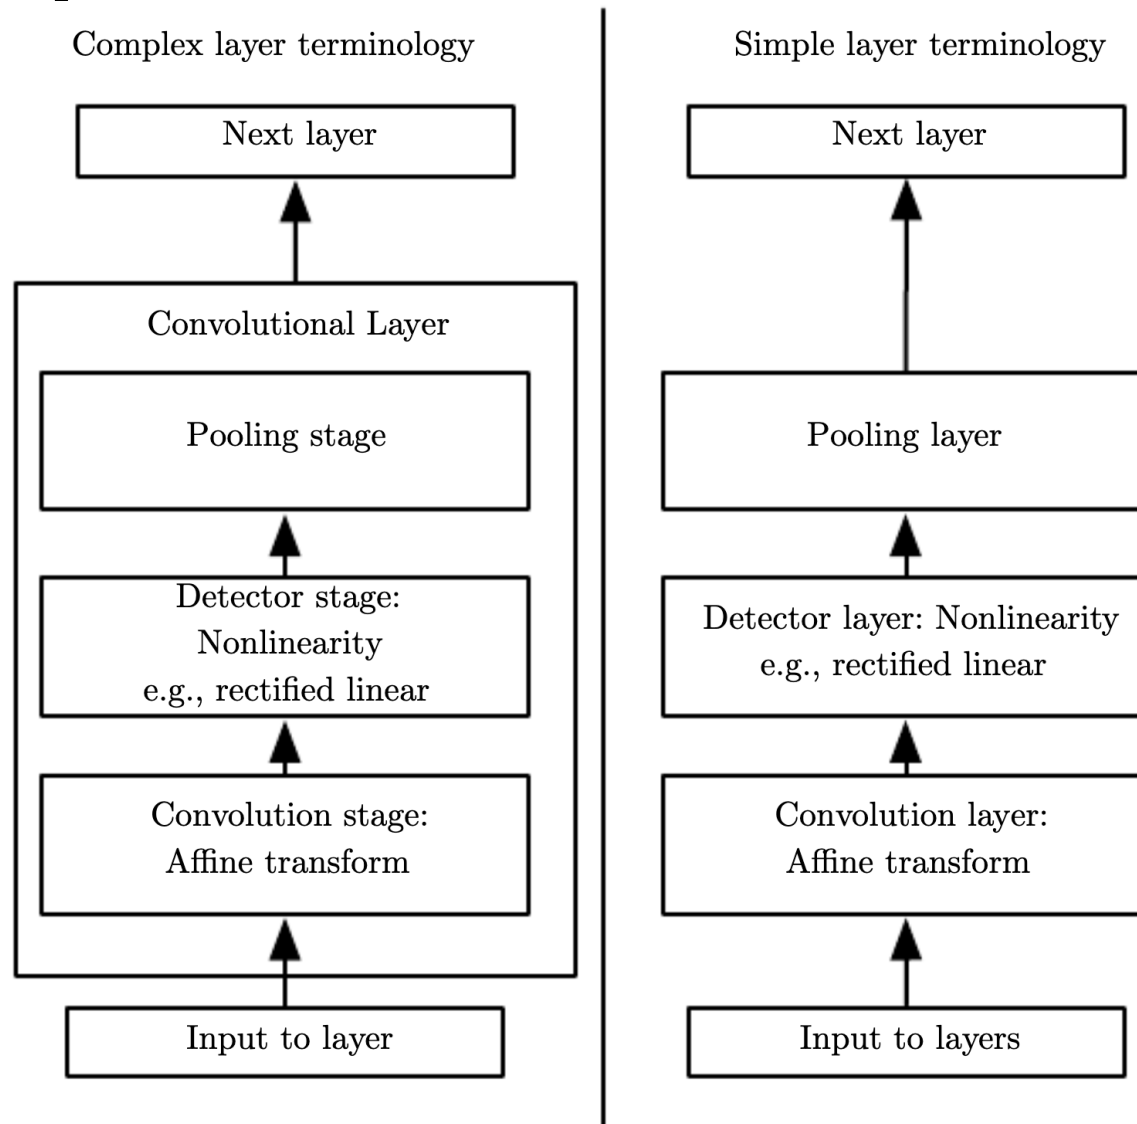 Complex layer terminology
Next layer
Convolutional Layer
Pooling stage
Detector stage:
Nonlinearity
e.g., rectified linear
Convolution stage:
Affine transform
Input to layer
Simple layer terminology
Next layer
Pooling layer
Detector layer: Nonlinearity
e.g., rectified linear
Convolution layer:
Affine transform
Input to layers